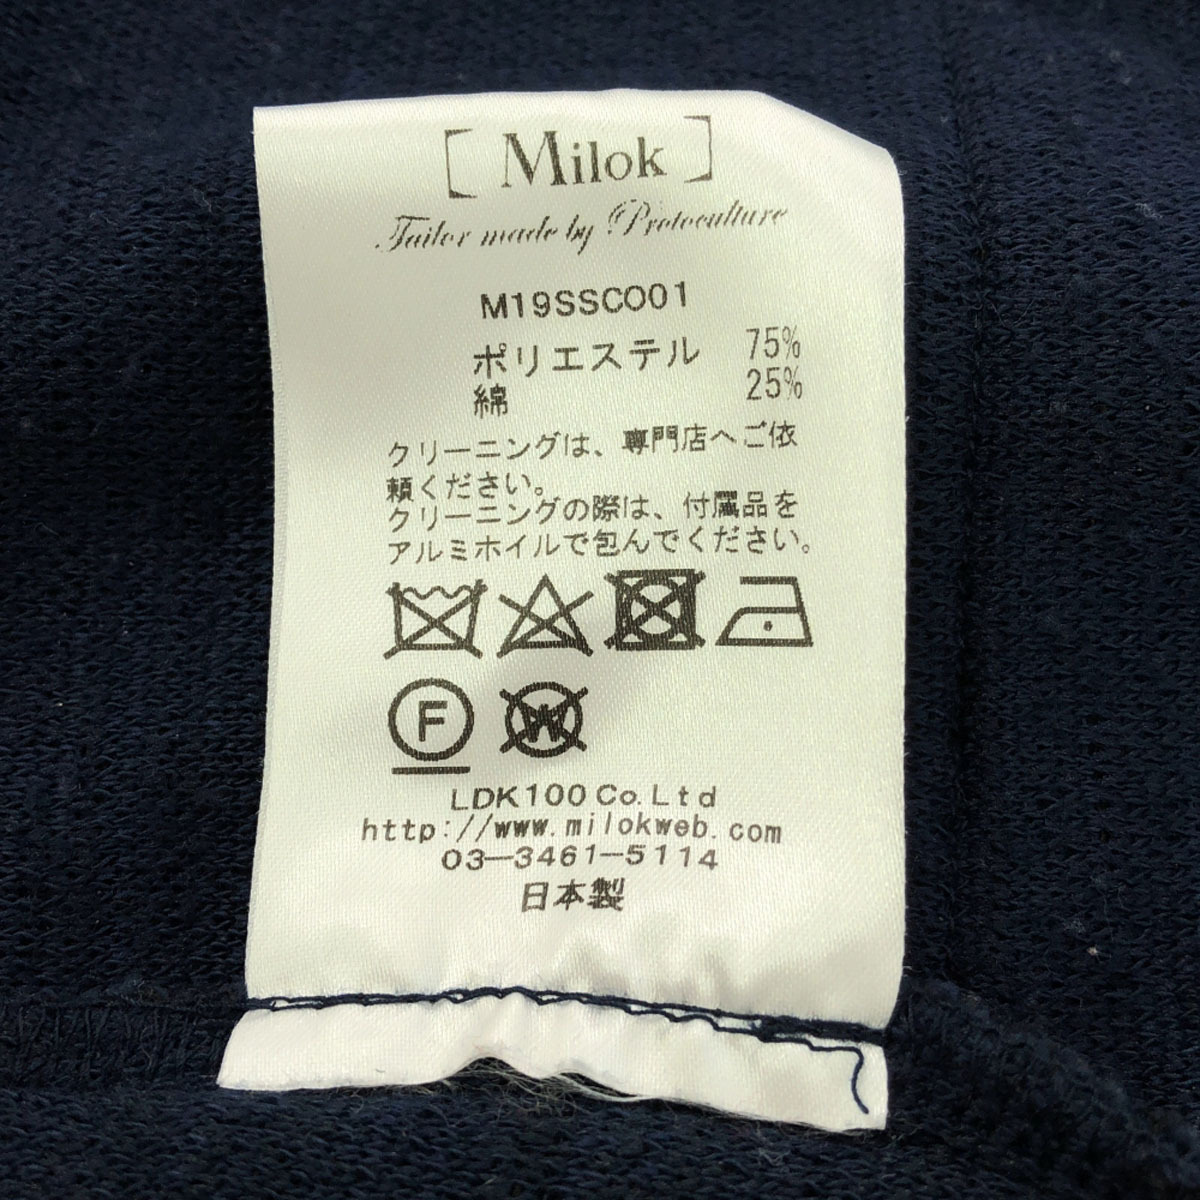 [ Milok ]
Tailor made by Protoculture
M19SSCO01
ポリエステル 75%
綿 25%
クリーニングは、専門店へご依
頼ください。
クリーニングの際は、付属品を
アルミホイルで包んでください。
F W
LDK100 Co.Ltd
http://www.milokweb.com
03-3461-5114
日本製